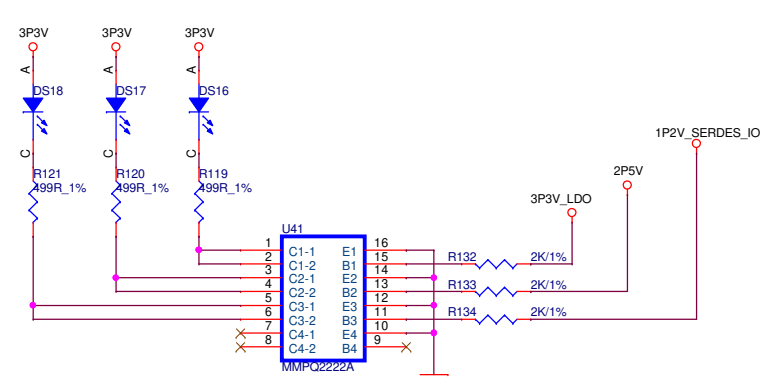 3P3V 3P3V 3P3V
A A A
DS18 DS17 DS16
1P2V_SERDES_IO
C C C
2P5V
R121 R120 R119
499R_1% 499R_1% 499R_1%
3P3V_LDO
U41
1 C1-1 E1 16
2 C1-2 B1 15 R132 2K/1%
3 C2-1 E2 14
4 C2-2 B2 13 R133 2K/1%
5 C3-1 E3 12
6 C3-2 B3 11 R134 2K/1%
7 C4-1 E4 10
8 C4-2 B4 9
MMPQ2222A